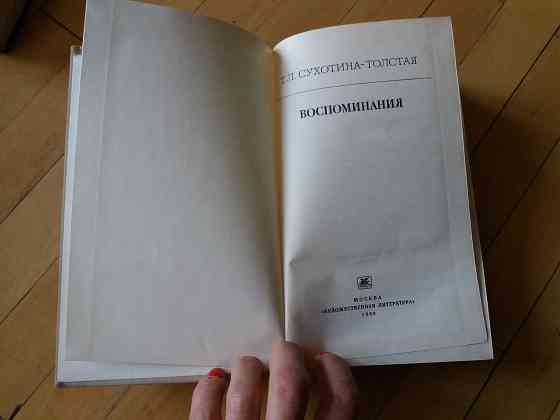 Т.Л. СУХОТИНА-ТОЛСТАЯ
ВОСПОМИНАНИЯ
МОСКВА
«ХУДОЖЕСТВЕННАЯ ЛИТЕРАТУРА»